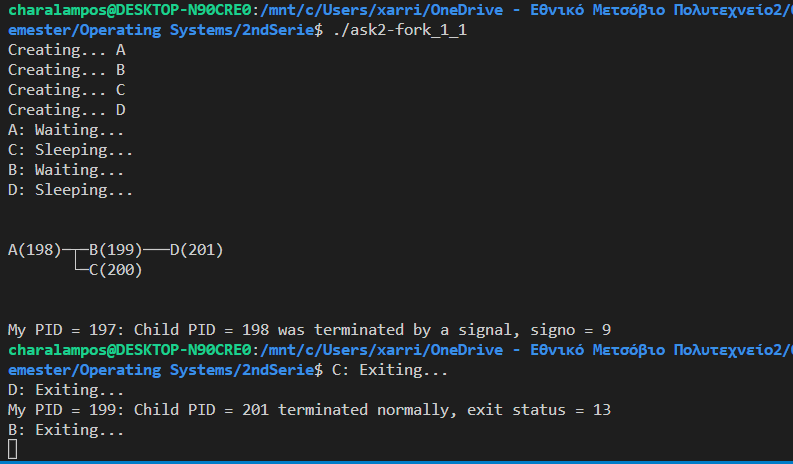 charalampos@DESKTOP-N90CRE0:/mnt/c/Users/xarri/OneDrive - Εθνικό Μετσόβιο Πολυτεχνείο2/
emester/Operating Systems/2ndSerie$ ./ask2-fork_1_1
Creating... A
Creating... B
Creating... C
Creating... D
A: Waiting...
C: Sleeping...
B: Waiting...
D: Sleeping...
A(198)─┬─B(199)───D(201)
└─C(200)
My PID = 197: Child PID = 198 was terminated by a signal, signo = 9
charalampos@DESKTOP-N90CRE0:/mnt/c/Users/xarri/OneDrive - Εθνικό Μετσόβιο Πολυτεχνείο2/
emester/Operating Systems/2ndSerie$ C: Exiting...
D: Exiting...
My PID = 199: Child PID = 201 terminated normally, exit status = 13
B: Exiting...